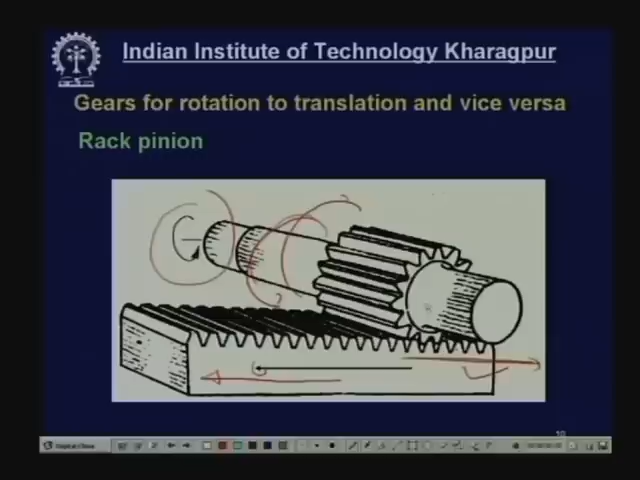 Indian Institute of Technology Kharagpur
Gears for rotation to translation and vice versa
Rack pinion